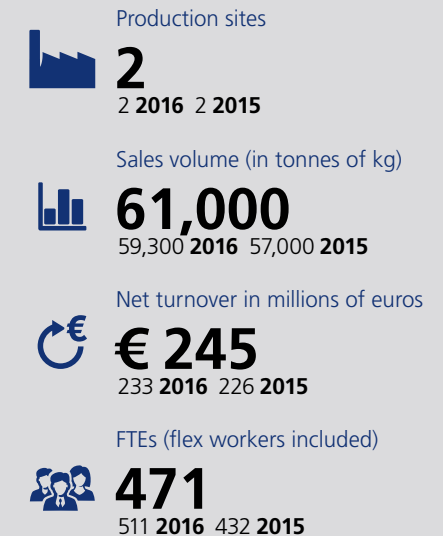 Production sites
2
2 2016 2 2015
Sales volume (in tonnes of kg)
61,000
59,300 2016 57,000 2015
Net turnover in millions of euros
€
€ 245
233 2016 226 2015
FTEs (flex workers included)
471
511 2016 432 2015